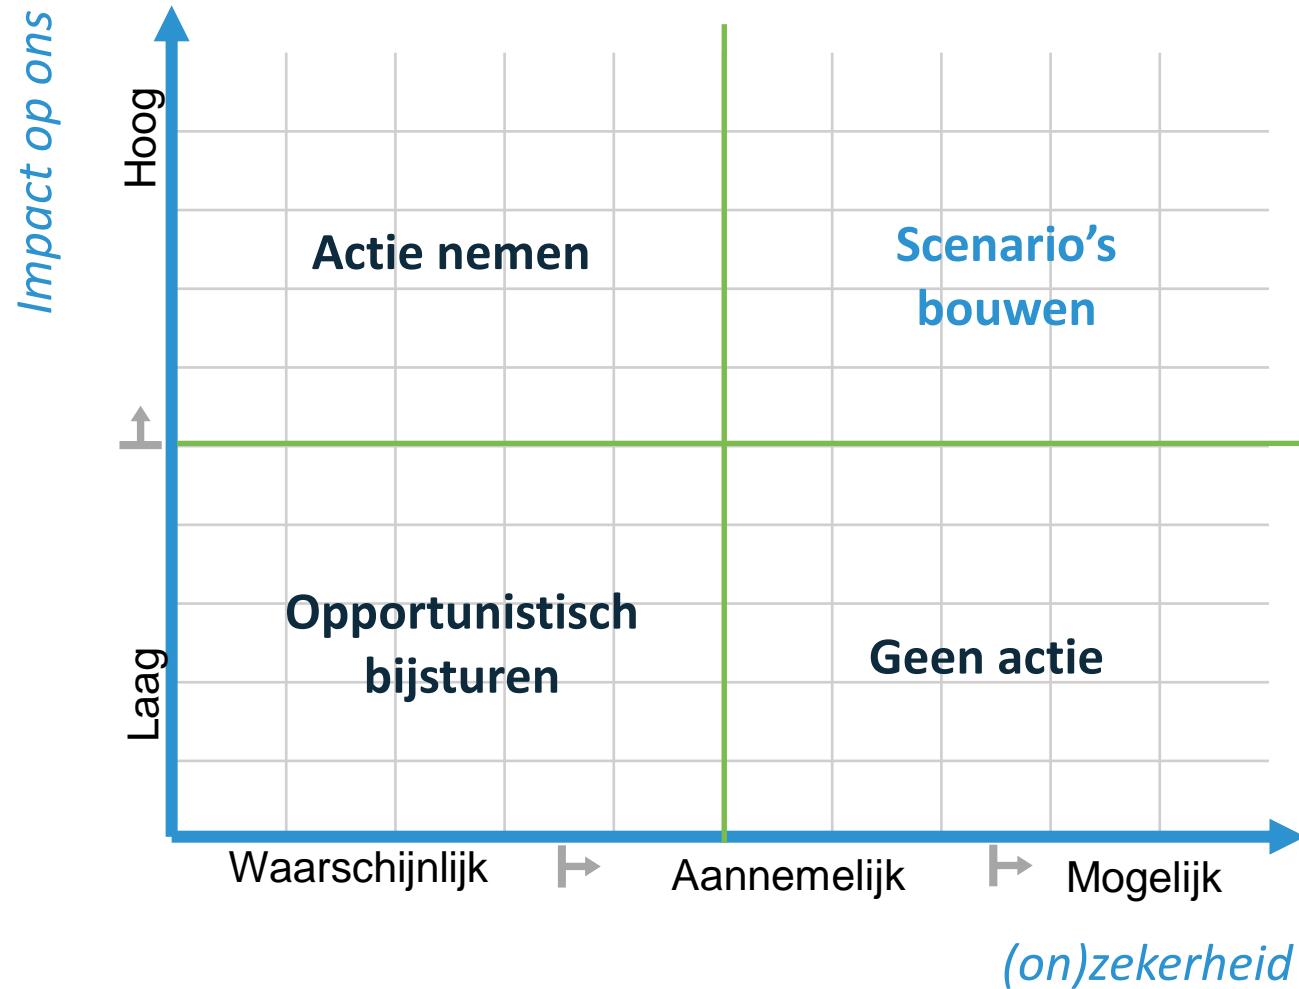 Impact op ons
Hoog
Actie nemen
Scenario’s
bouwen
Laag
Opportunistisch
bijsturen
Geen actie
Waarschijnlijk
Aannemelijk
Mogelijk
(on)zekerheid